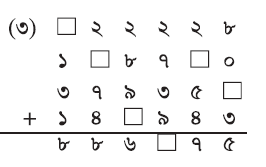 (৩) □ ২ ২ ২ ২ ৮
১ □ ৮ ৭ □ ০
৩ ৭ ৯ ৩ ৫ □
+ ১ ৪ □ ৯ ৪ ৩
৮ ৮ ৬ □ ৭ ৫